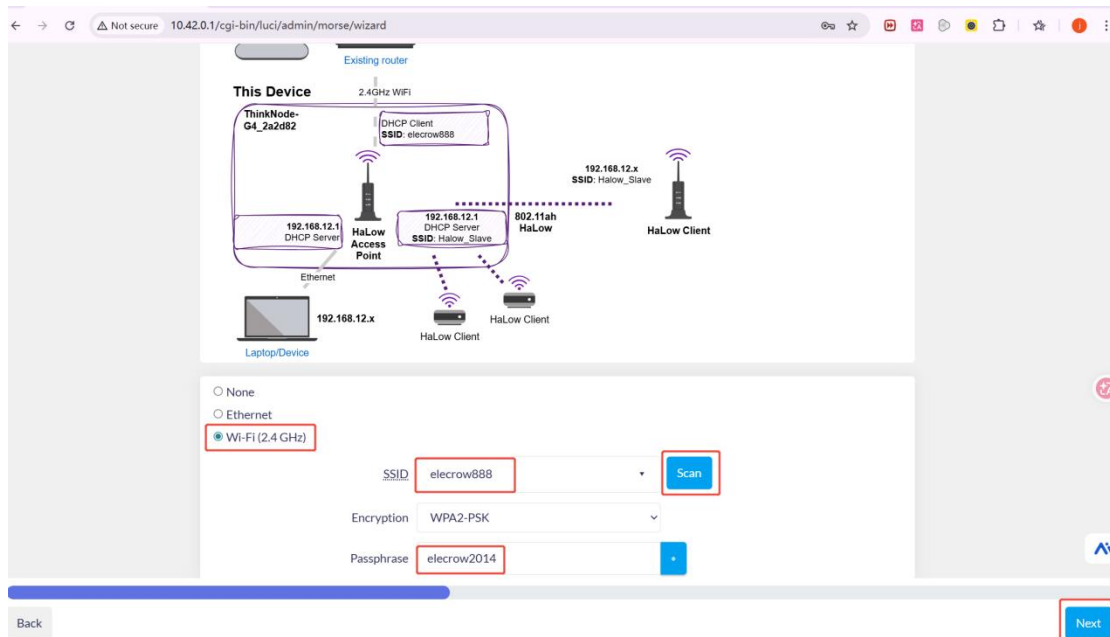 Not secure
10.42.0.1/cgi-bin/luci/admin/morse/wizard
Existing router
This Device
2.4GHz WiFi
ThinkNode-
G4_2a2d82
DHCP Client
SSID: elecrow888
192.168.12.x
SSID: Halow_Slave
192.168.12.1
DHCP Server
HaLow
Access
Point
192.168.12.1
DHCP Server
SSID: Halow_Slave
802.11ah
HaLow
HaLow Client
Ethernet
192.168.12.x
HaLow Client
HaLow Client
Laptop/Device
None
Ethernet
Wi-Fi (2.4 GHz)
SSID
elecrow888
Scan
Encryption
WPA2-PSK
Passphrase
elecrow2014
*
Back
Next